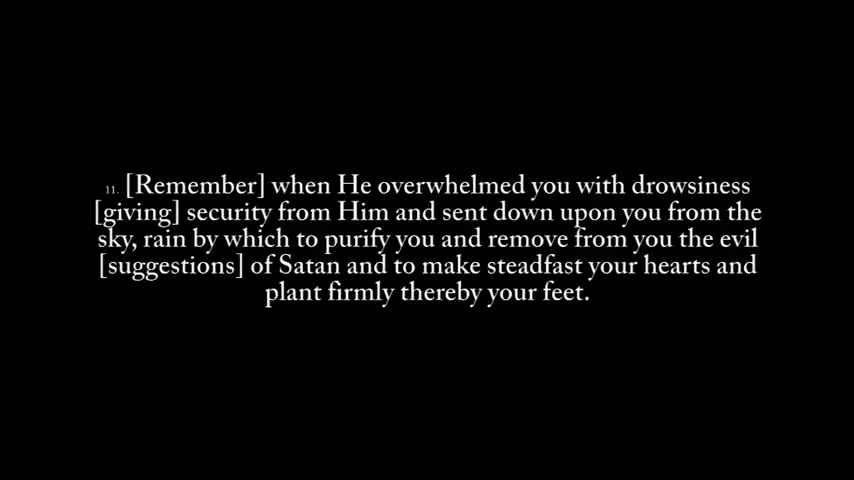 11. [Remember] when He overwhelmed you with drowsiness
[giving] security from Him and sent down upon you from the
sky, rain by which to purify you and remove from you the evil
[suggestions] of Satan and to make steadfast your hearts and
plant firmly thereby your feet.